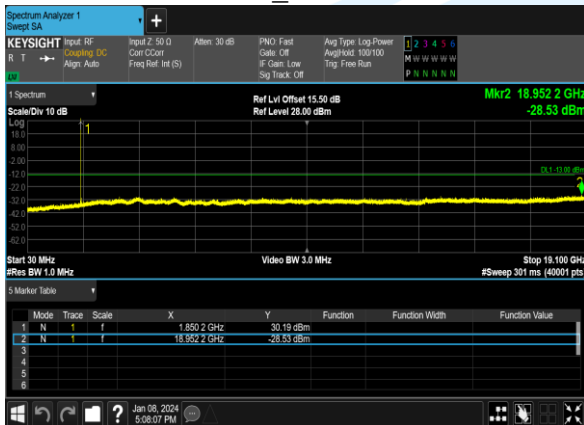 Spectrum Analyzer 1
Swept SA
KEYSIGHT
R T
LXI
Input: RF
Coupling: DC
Align: Auto
Input Z: 50 Ω
Corr CCorr
Freq Ref: Int (S)
Atten: 30 dB
PNO: Fast
Gate: Off
IF Gain: Low
Sig Track: Off
Avg Type: Log-Power
Avg|Hold: 100/100
Trig: Free Run
1 2 3 4 5 6
M W W W W W
P N N N N N
1 Spectrum
Scale/Div 10 dB
Ref Lvl Offset 15.50 dB
Ref Level 28.00 dBm
Mkr2 18.952 2 GHz
-28.53 dBm
Log
1
18.0
8.00
-2.00
-12.0
DL1 -13.00 dBm
-22.0
-32.0
-42.0
-52.0
-62.0
Start 30 MHz
#Res BW 1.0 MHz
Video BW 3.0 MHz
Stop 19.100 GHz
#Sweep 301 ms (40001 pts)
5 Marker Table
Mode Trace Scale X Y Function Function Width Function Value
1 N 1 f 1.850 2 GHz 30.19 dBm
2 N 1 f 18.952 2 GHz -28.53 dBm
3
4
5
6
?
Jan 08, 2024
5:08:07 PM